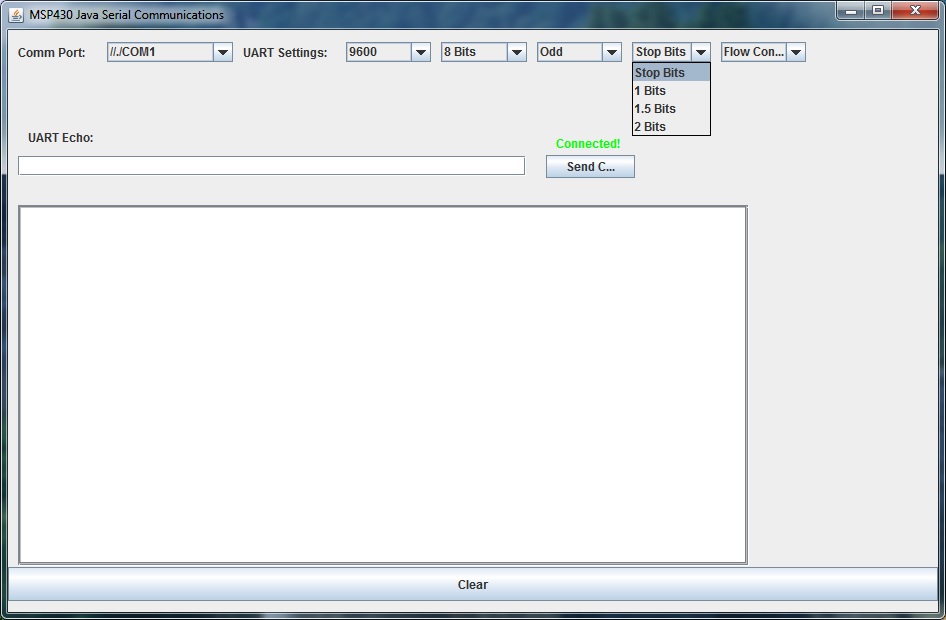 MSP430 Java Serial Communications
Comm Port: //./COM1 UART Settings: 9600 8 Bits Odd Stop Bits Flow Con...
Stop Bits
1 Bits
1.5 Bits
2 Bits
UART Echo:
Connected!
Send C...
Clear